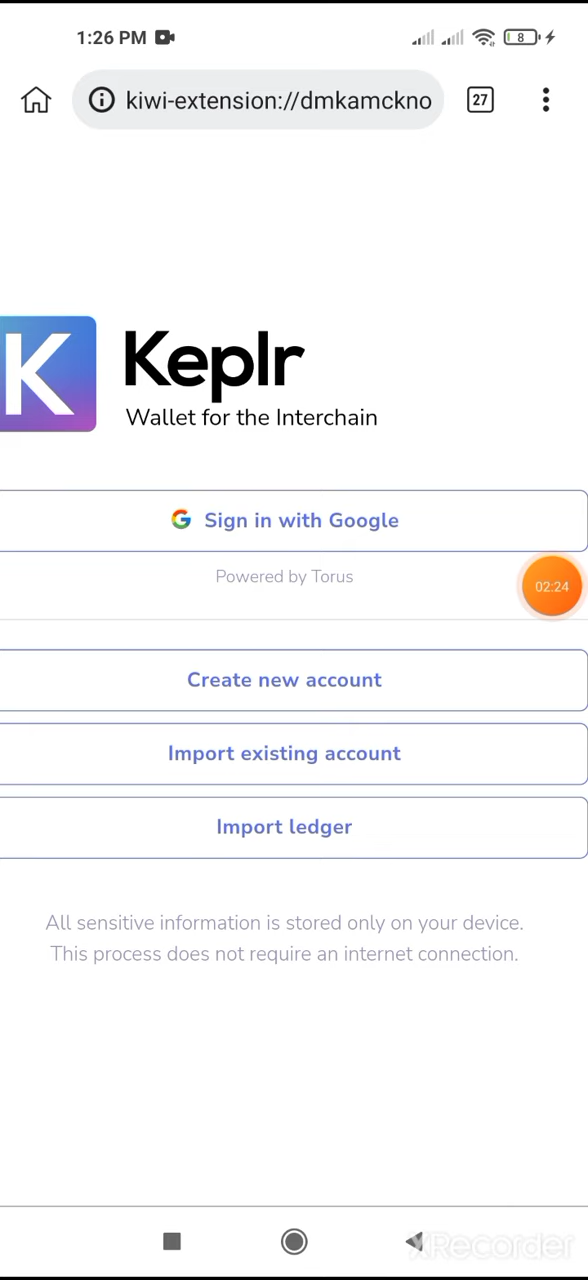 1:26 PM
8
kiwi-extension://dmkamckno
27
K
Keplr
Wallet for the Interchain
Sign in with Google
Powered by Torus
02:24
Create new account
Import existing account
Import ledger
All sensitive information is stored only on your device.
This process does not require an internet connection.
XRecorder